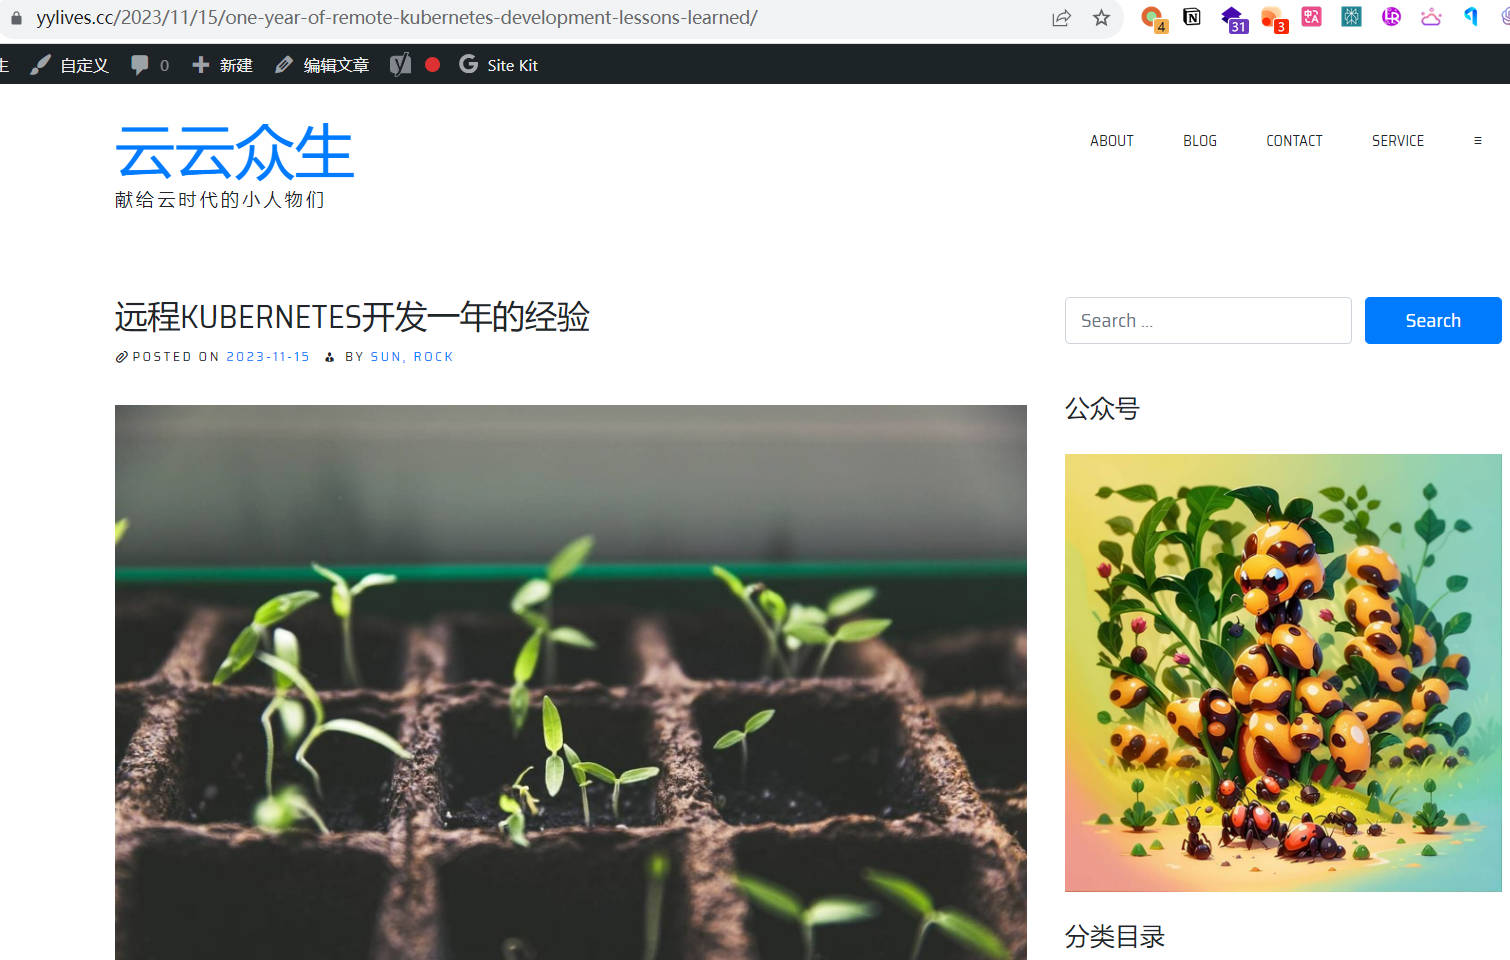 yylives.cc/2023/11/15/one-year-of-remote-kubernetes-development-lessons-learned/
4
31
3
生 自定义 0 新建 编辑文章 Site Kit
云云众生
献给云时代的小人物们
ABOUT BLOG CONTACT SERVICE
远程KUBERNETES开发一年的经验
POSTED ON 2023-11-15 BY SUN, ROCK
Search ...
Search
公众号
分类目录